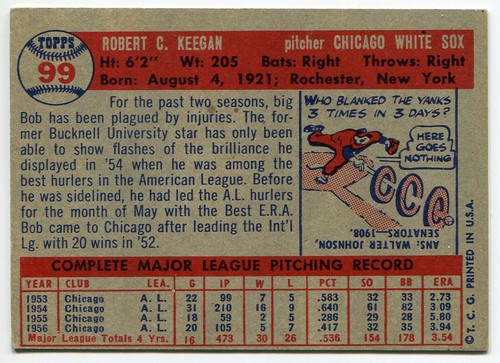 TOPPS
99
ROBERT C. KEEGAN pitcher CHICAGO WHITE SOX
Ht: 6'2" Wt: 205 Bats: Right Throws: Right
Born: August 4, 1921; Rochester, New York
For the past two seasons, big
Bob has been plagued by injuries. The for-
mer Bucknell University star has only been able
to show flashes of the brilliance he
displayed in '54 when he was among the
best hurlers in the American League. Before
he was sidelined, he had led the A.L. hurlers
for the month of May with the Best E.R.A.
Bob came to Chicago after leading the Int'l
Lg. with 20 wins in '52.
WHO BLANKED THE YANKS
3 TIMES IN 3 DAYS?
HERE
GOES
NOTHING
ANS: WALTER JOHNSON,
SENATORS—1908.
COMPLETE MAJOR LEAGUE PITCHING RECORD
YEAR CLUB LEA. G IP W L PCT. SO BB ERA
1953 Chicago A. L. 22 99 7 5 .583 32 33 2.73
1954 Chicago A. L. 31 210 16 9 .640 61 82 3.09
1955 Chicago A. L. 18 59 2 5 .286 29 28 5.80
1956 Chicago A. L. 20 105 5 7 .417 32 35 3.94
Major League Totals 4 Yrs. 16 473 30 26 .536 154 178 3.54
© T. C. G. PRINTED IN U.S.A.